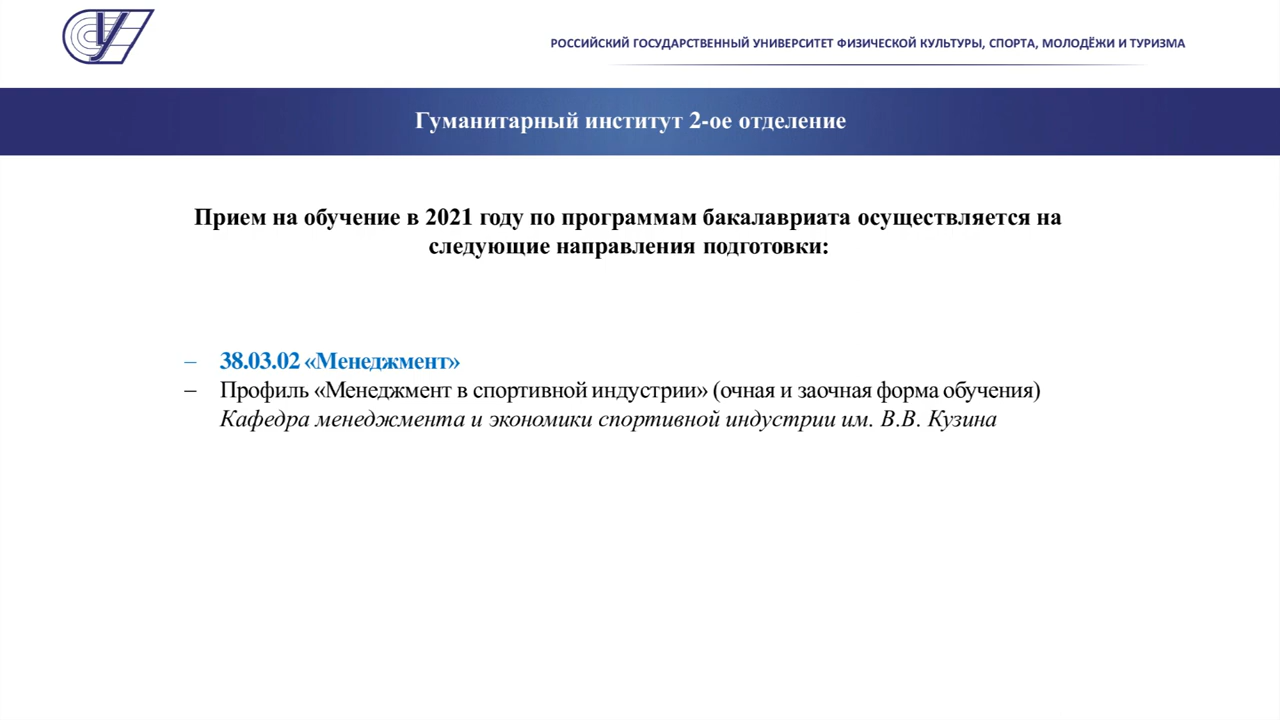 РОССИЙСКИЙ ГОСУДАРСТВЕННЫЙ УНИВЕРСИТЕТ ФИЗИЧЕСКОЙ КУЛЬТУРЫ, СПОРТА, МОЛОДЁЖИ И ТУРИЗМА
Гуманитарный институт 2-ое отделение
Прием на обучение в 2021 году по программам бакалавриата осуществляется на
следующие направления подготовки:
– 38.03.02 «Менеджмент»
– Профиль «Менеджмент в спортивной индустрии» (очная и заочная форма обучения)
Кафедра менеджмента и экономики спортивной индустрии им. В.В. Кузина